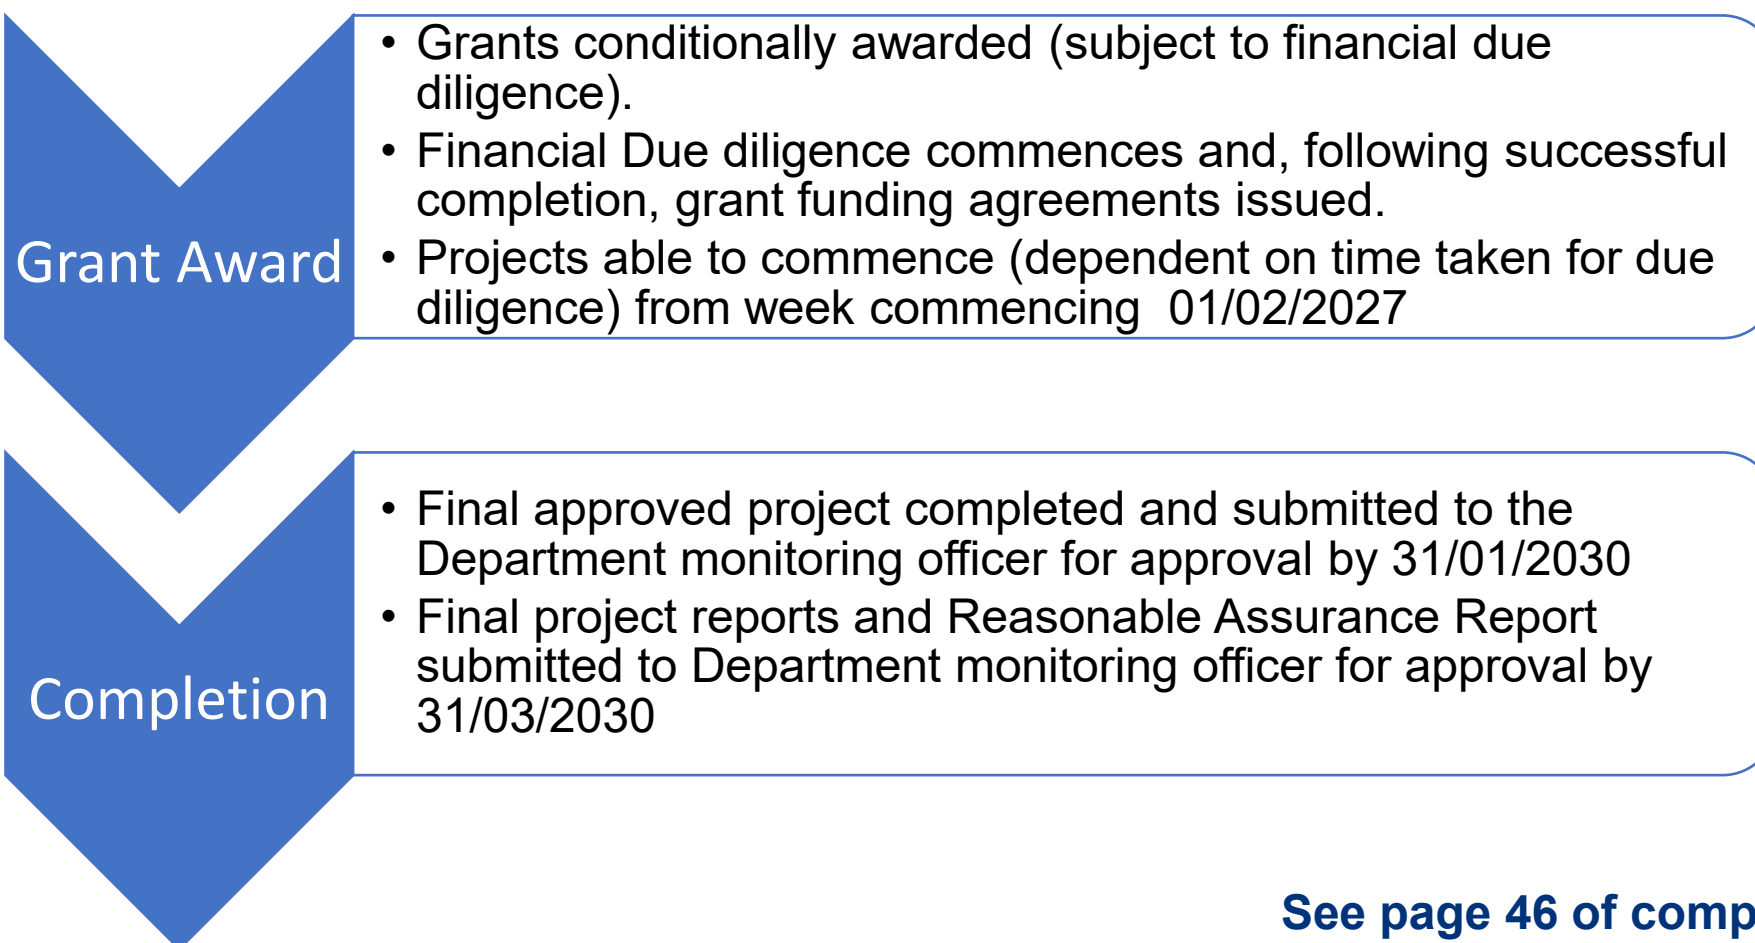 • Grants conditionally awarded (subject to financial due
diligence).
• Financial Due diligence commences and, following successful
completion, grant funding agreements issued.
Grant Award
• Projects able to commence (dependent on time taken for due
diligence) from week commencing  01/02/2027
• Final approved project completed and submitted to the
Department monitoring officer for approval by 31/01/2030
• Final project reports and Reasonable Assurance Report
submitted to Department monitoring officer for approval by
31/03/2030
Completion
See page 46 of comp